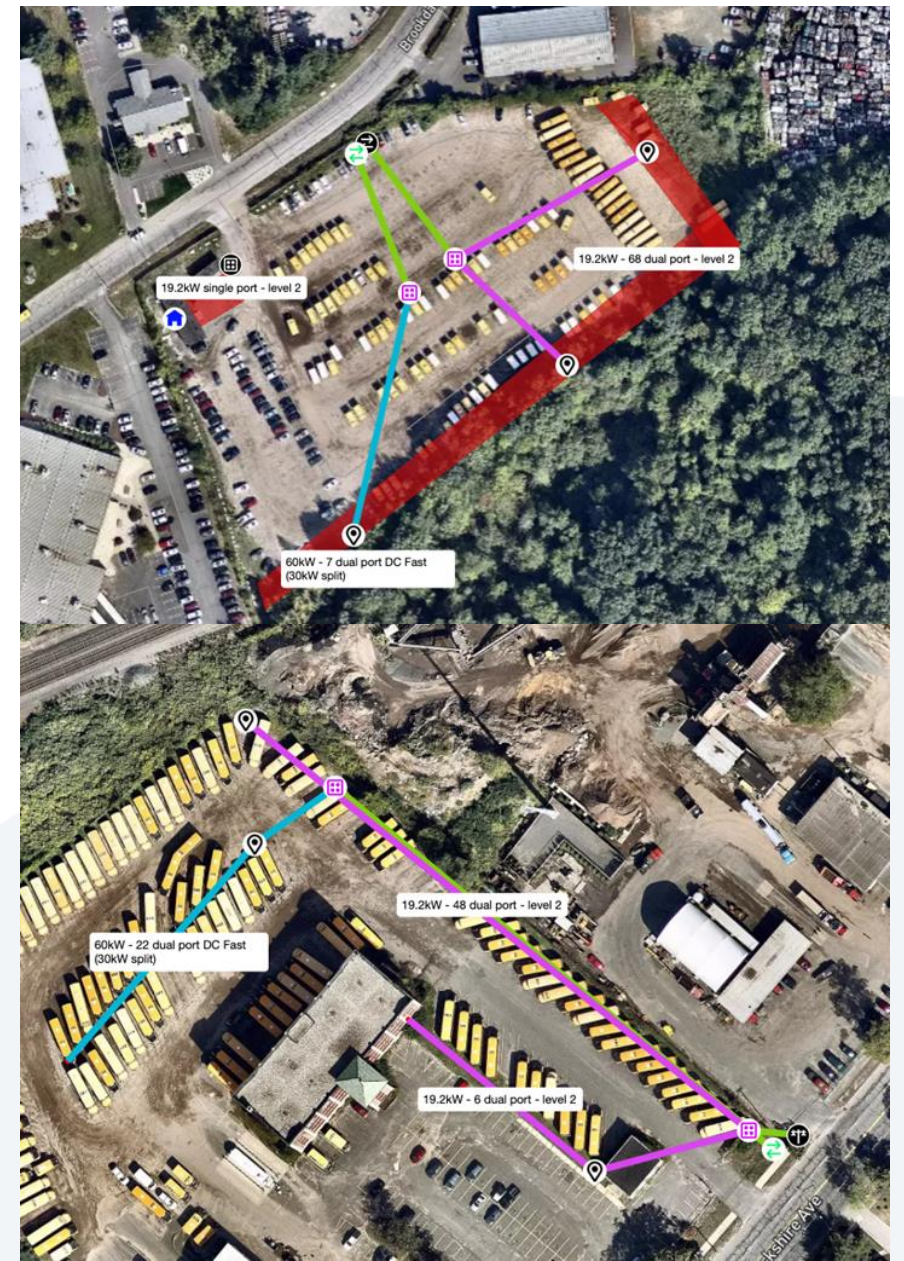 19.2kW single port - level 2
19.2kW - 68 dual port - level 2
60kW - 7 dual port DC Fast
(30kW split)
19.2kW - 48 dual port - level 2
60kW - 22 dual port DC Fast
(30kW split)
19.2kW - 6 dual port - level 2